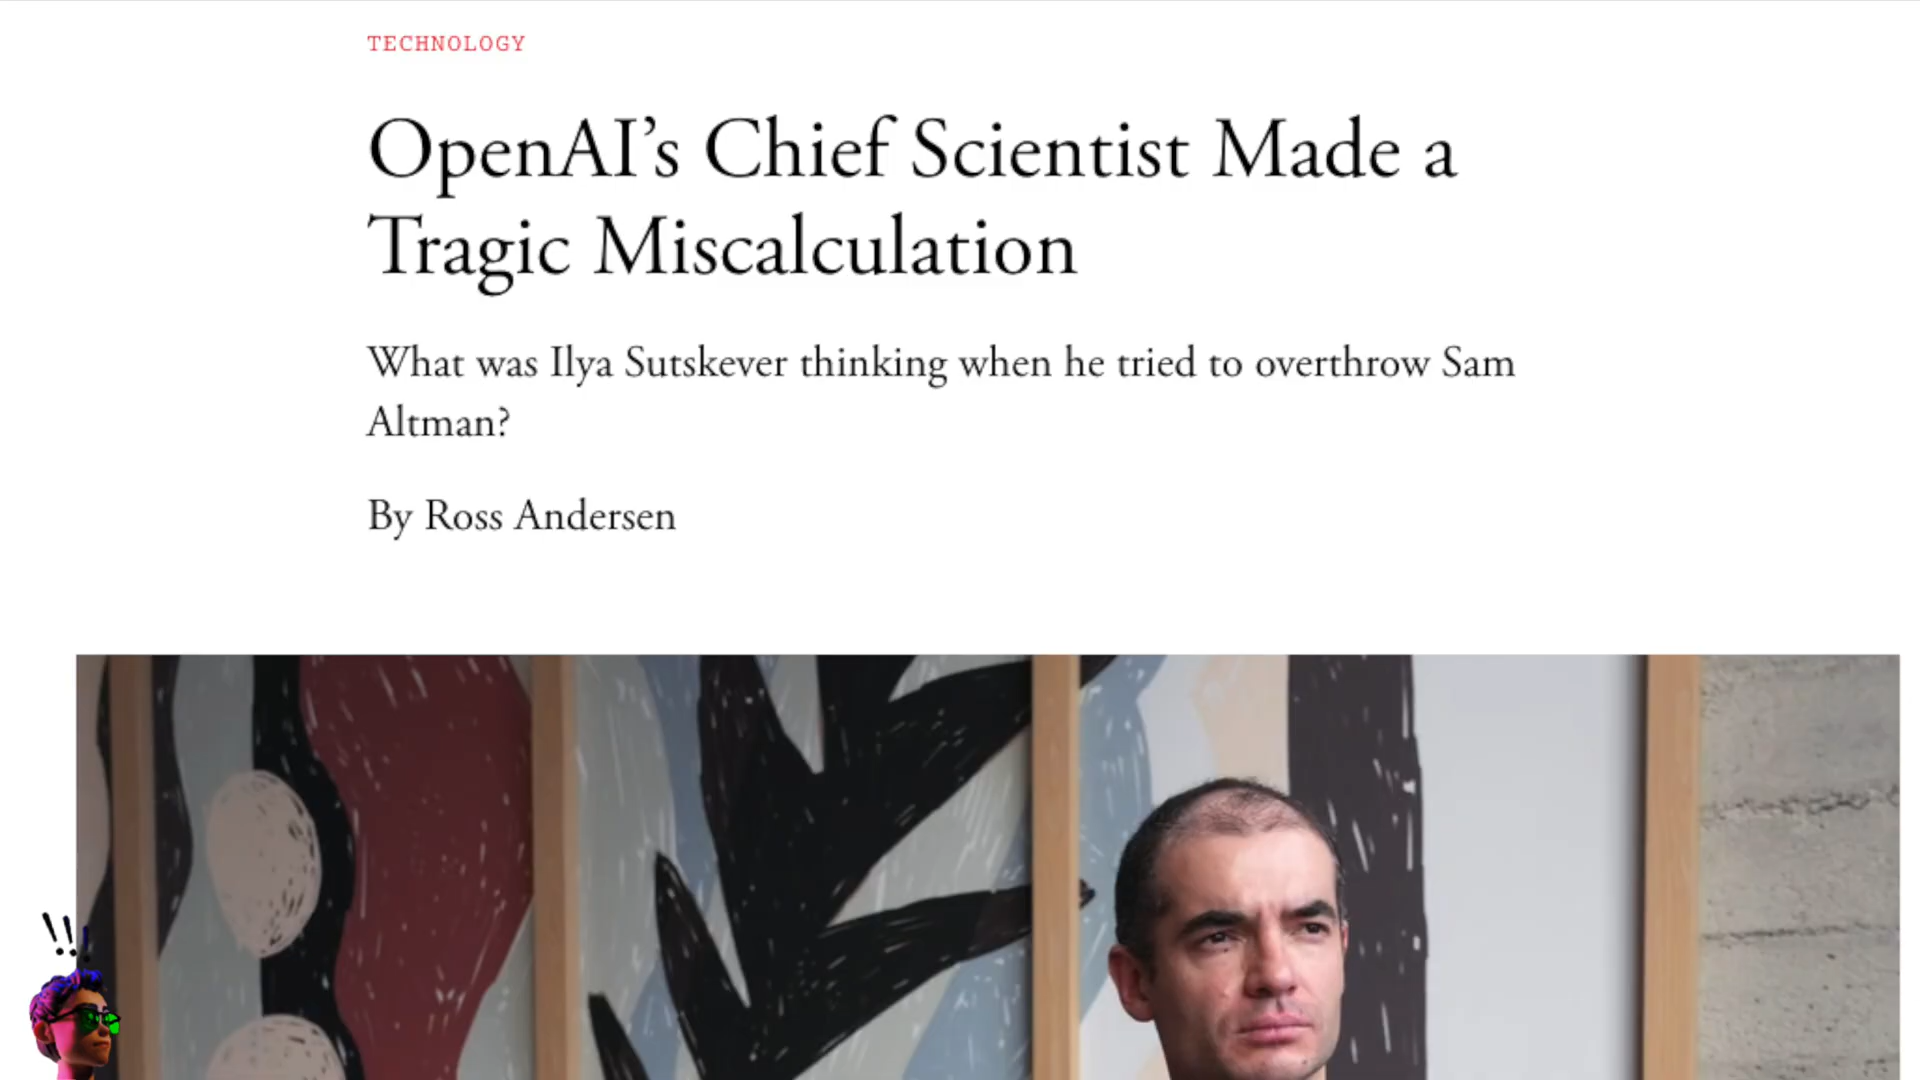 TECHNOLOGY
OpenAI’s Chief Scientist Made a
Tragic Miscalculation
What was Ilya Sutskever thinking when he tried to overthrow Sam
Altman?
By Ross Andersen
!!!